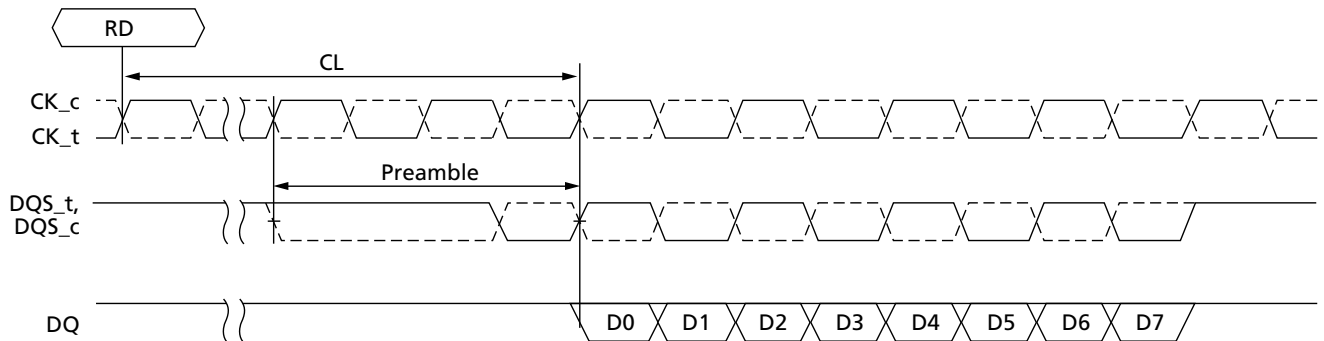 RD
CL
CK_c
CK_t
Preamble
DQS_t,
DQS_c
DQ D0 D1 D2 D3 D4 D5 D6 D7